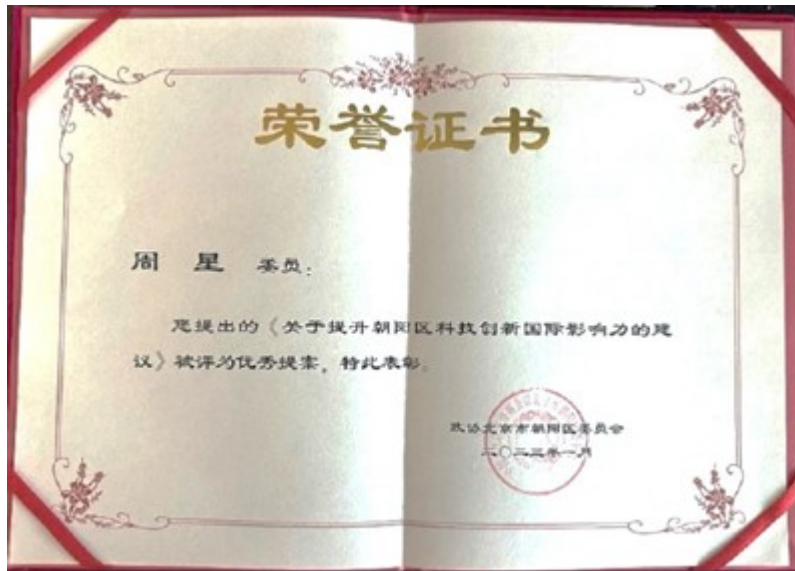 荣誉证书
周 星 委员：
您提出的《关于提升朝阳区科技创新国际影响力的建
议》被评为优秀提案，特此表彰。
政协北京市朝阳区委员会
二〇二三年一月